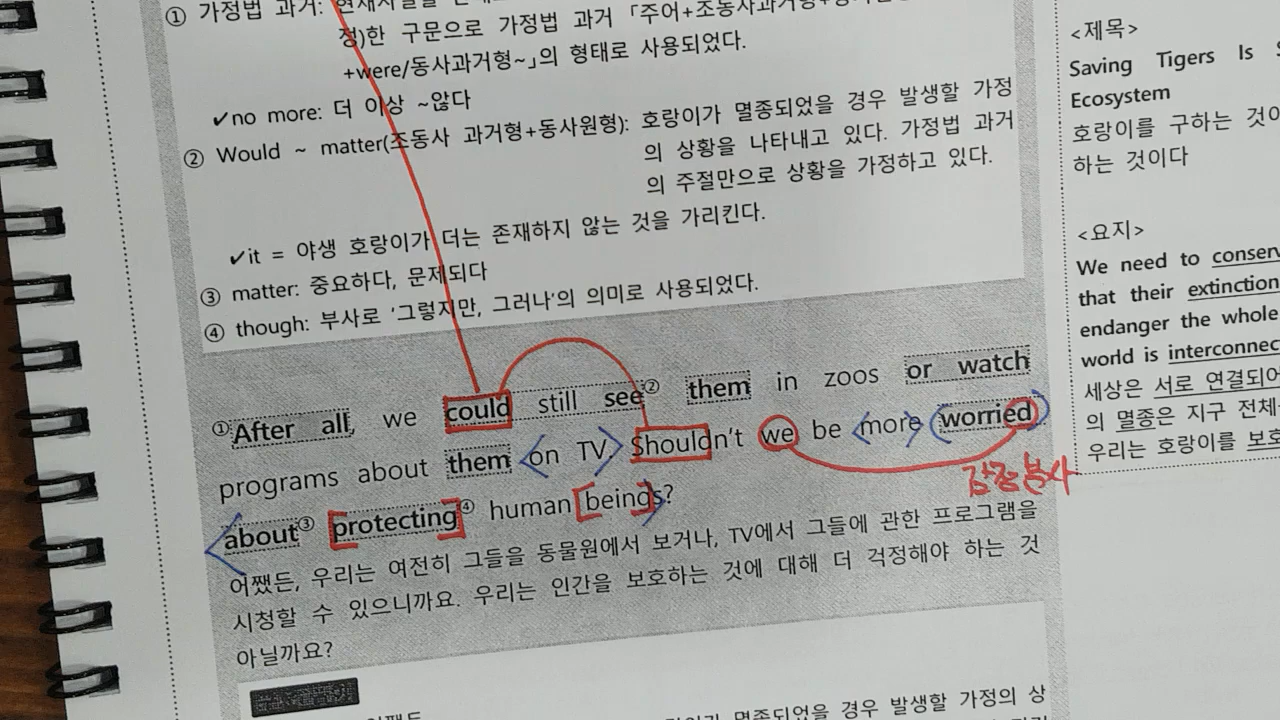 ① 가정법 과거:
정)한 구문으로 가정법 과거 「주어+조동사과거형+
+were/동사과거형~」의 형태로 사용되었다.
✔no more: 더 이상 ~않다
② Would ~ matter(조동사 과거형+동사원형): 호랑이가 멸종되었을 경우 발생할 가정
의 상황을 나타내고 있다. 가정법 과거
의 주절만으로 상황을 가정하고 있다.
✔it = 야생 호랑이가 더는 존재하지 않는 것을 가리킨다.
③ matter: 중요하다, 문제되다
④ though: 부사로 '그렇지만, 그러나'의 의미로 사용되었다.
①After all, we could still see② them in zoos or watch
programs about them on TV. Shouldn't we be more worried
감정분사
about③ protecting④ human beings?
어쨌든, 우리는 여전히 그들을 동물원에서 보거나, TV에서 그들에 관한 프로그램을
시청할 수 있으니까요. 우리는 인간을 보호하는 것에 대해 더 걱정해야 하는 것
아닐까요?
멸종되었을 경우 발생할 가정의 상
<제목>
Saving Tigers Is
Ecosystem
호랑이를 구하는 것이
하는 것이다
<요지>
We need to conserv
that their extinction
endanger the whole
world is interconnec
세상은 서로 연결되어
의 멸종은 지구 전체
우리는 호랑이를 보호